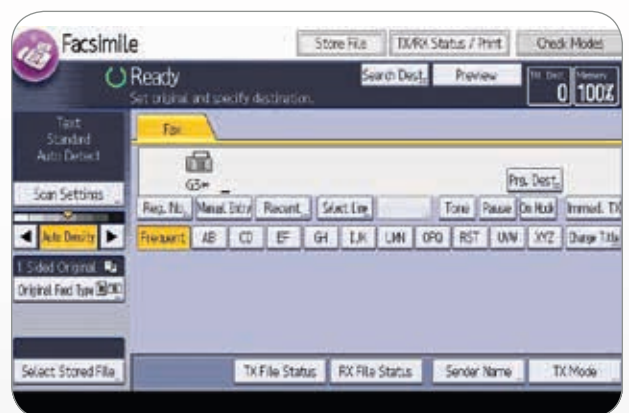 Facsimile
Store File TX/RX Status / Print Check Modes
Ready Search Dest. Preview Memory
Set original and specify destination. 0 100%
Text
Standard
Auto Detect
Fax
G3
Prg. Dest.
Scan Settings
Reg. No. Manual Entry Recent Select Line Tone Pause On Hook Immed. TX
Auto Density
Frequent AB CD EF GH IJK LMN OPQ RST UVW XYZ Change Title
1 Sided Original
Original Feed Type
Select Stored File TX File Status RX File Status Sender Name TX Mode